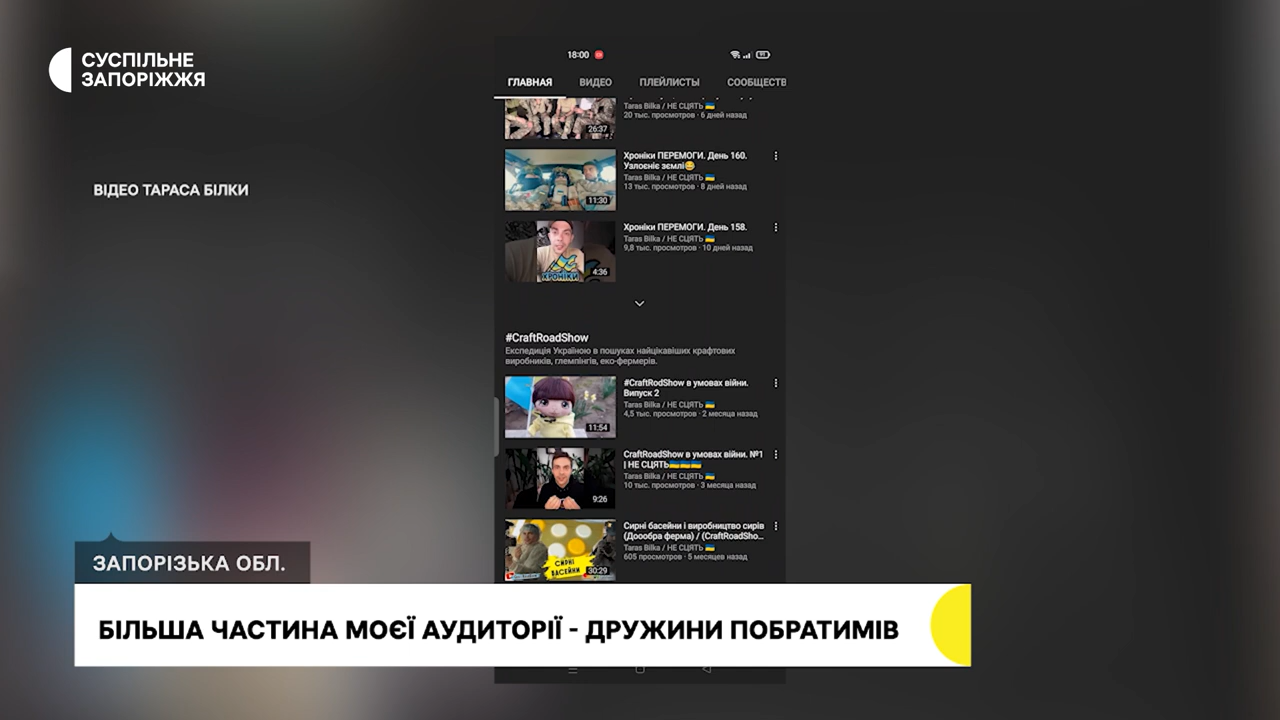 СУСПІЛЬНЕ
ЗАПОРІЖЖЯ
ВІДЕО ТАРАСА БІЛКИ
18:00
ГЛАВНАЯ ВИДЕО ПЛЕЙЛИСТЫ СООБЩЕСТВ
26:37
Taras Bilka / НЕ СЦЯТЬ 🇺🇦
20 тыс. просмотров · 6 дней назад
11:30
Хроніки ПЕРЕМОГИ. День 160.
Узлоєніє зємлі😂
Taras Bilka / НЕ СЦЯТЬ 🇺🇦
13 тыс. просмотров · 8 дней назад
ХРОНІКИ
4:36
Хроніки ПЕРЕМОГИ. День 158.
Taras Bilka / НЕ СЦЯТЬ 🇺🇦
9,8 тыс. просмотров · 10 дней назад
#CraftRoadShow
Експедиція Україною в пошуках найцікавіших крафтових
виробників, глемпінгів, еко-фермерів.
11:54
#CraftRodShow в умовах війни.
Випуск 2
Taras Bilka / НЕ СЦЯТЬ 🇺🇦
4,5 тыс. просмотров · 2 месяца назад
9:26
CraftRoadShow в умовах війни. №1
| НЕ СЦЯТЬ🇺🇦🇺🇦🇺🇦
Taras Bilka / НЕ СЦЯТЬ 🇺🇦
10 тыс. просмотров · 3 месяца назад
СИРНІ
БАСЕЙНИ
30:29
Сирні басейни і виробництво сирів
(Доообра ферма) / (CraftRoadSho...
Taras Bilka / НЕ СЦЯТЬ 🇺🇦
605 просмотров · 5 месяцев назад
ЗАПОРІЗЬКА ОБЛ.
БІЛЬША ЧАСТИНА МОЄЇ АУДИТОРІЇ - ДРУЖИНИ ПОБРАТИМІВ